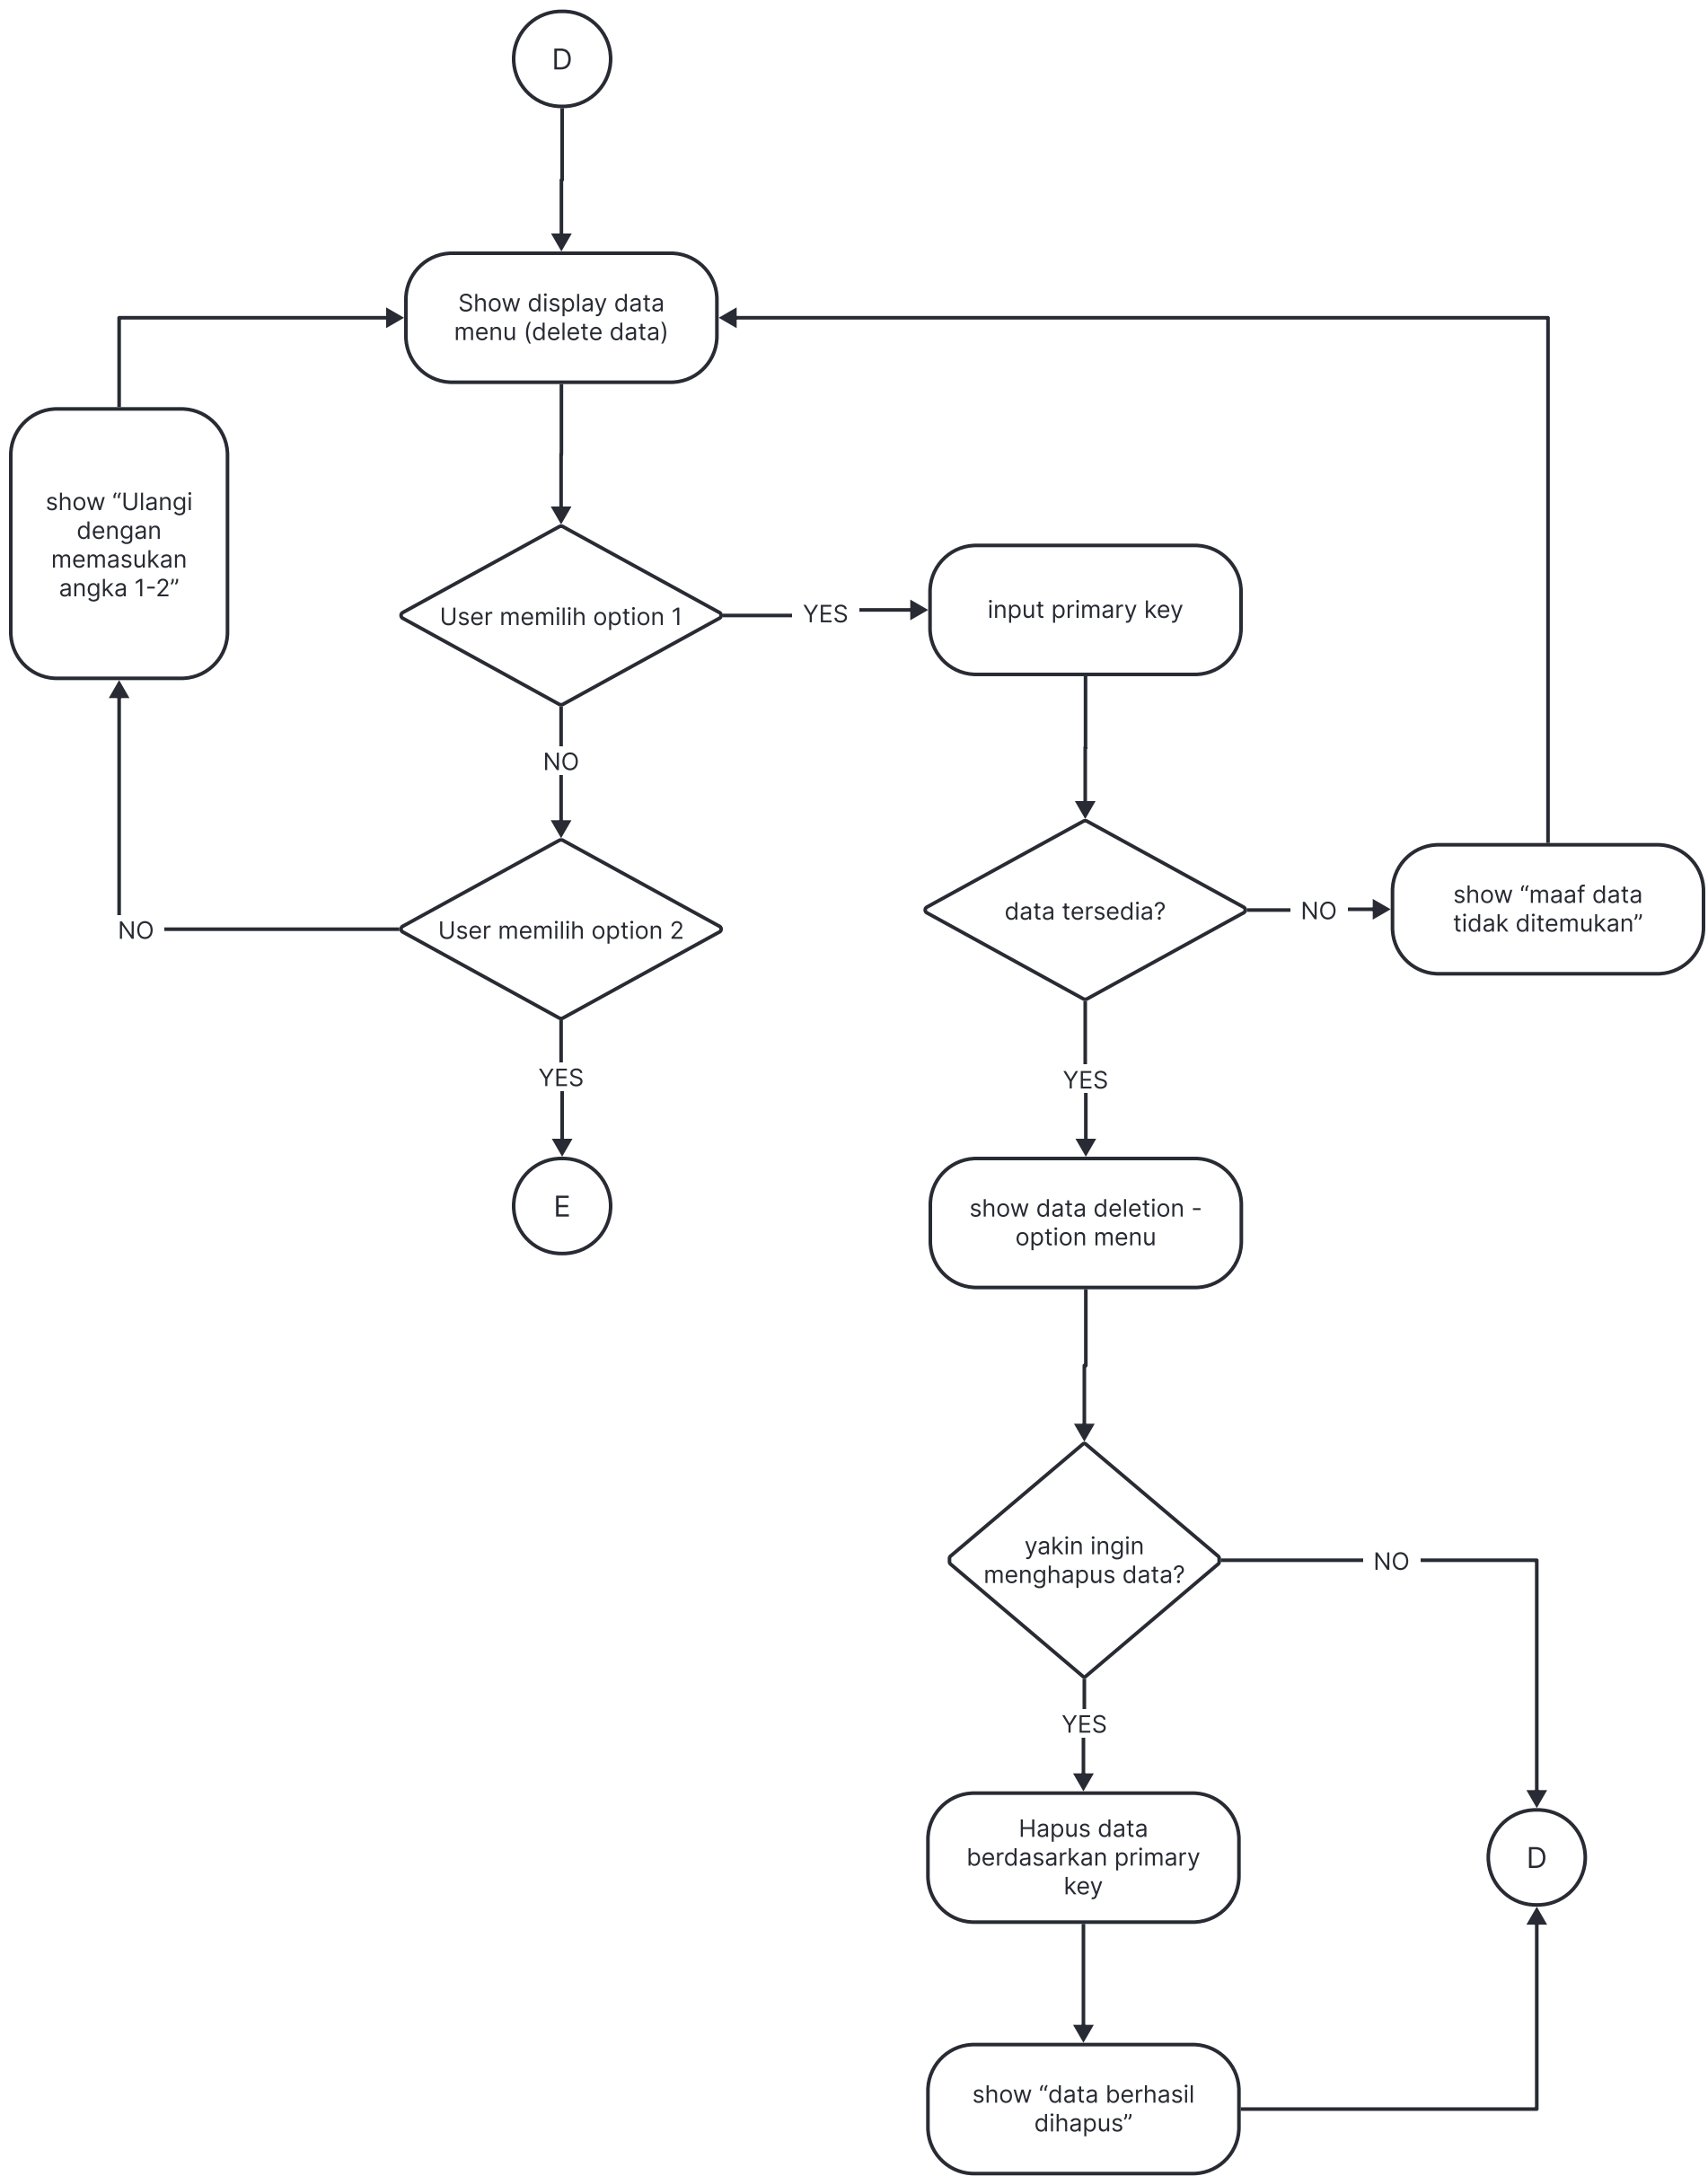 D
Show display data
menu (delete data)
show “Ulangi
dengan
memasukan
angka 1-2”
User memilih option 1
YES
input primary key
NO
User memilih option 2
NO
data tersedia?
NO
show “maaf data
tidak ditemukan”
YES
E
YES
show data deletion -
option menu
yakin ingin
menghapus data?
NO
YES
Hapus data
berdasarkan primary
key
D
show “data berhasil
dihapus”